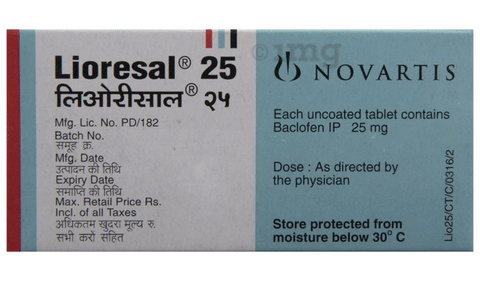 Lioresal® 25
लिओरीसाल® २५
Mfg. Lic. No. PD/182
Batch No.
समूह क्र.
Mfg. Date
उत्पादन की तिथि
Expiry Date
समाप्ति की तिथि
Max. Retail Price Rs.
Incl. of all Taxes
अधिकतम खुदरा मूल्य रु.
सभी करों सहित
1mg
NOVARTIS
Each uncoated tablet contains
Baclofen IP 25 mg
Dose : As directed by
the physician
Store protected from
moisture below 30° C
Lio25/CT/C/0316/2